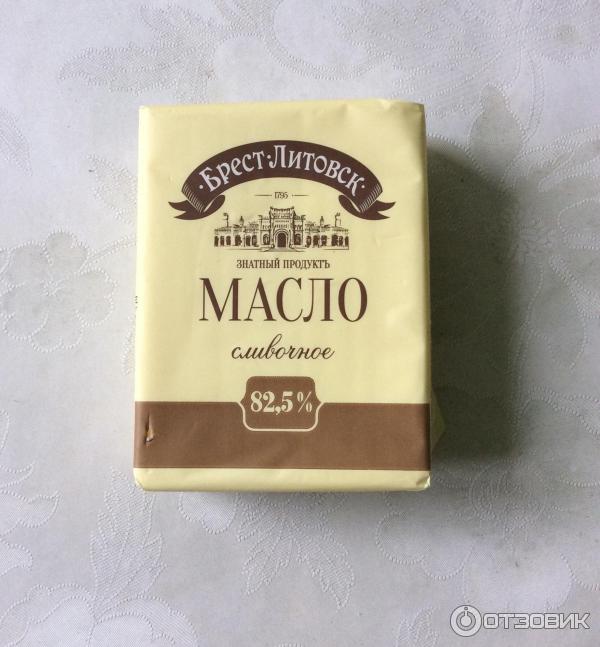 ·БРЕСТ·ЛИТОВСК·
1795
ЗНАТНЫЙ ПРОДУКТЪ
МАСЛО
сливочное
82,5%
ОТЗОВИК